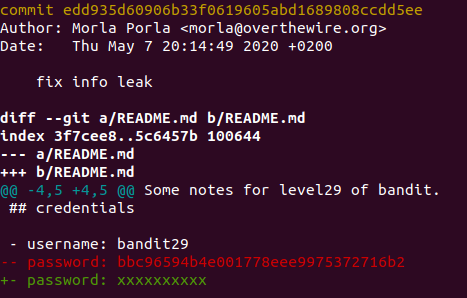 commit edd935d60906b33f0619605abd1689808ccdd5ee
Author: Morla Porla <morla@overthewire.org>
Date:   Thu May 7 20:14:49 2020 +0200
    fix info leak
diff --git a/README.md b/README.md
index 3f7cee8..5c6457b 100644
--- a/README.md
+++ b/README.md
@@ -4,5 +4,5 @@ Some notes for level29 of bandit.
 ## credentials
 - username: bandit29
-- password: bbc96594b4e001778eee9975372716b2
+- password: xxxxxxxxxx